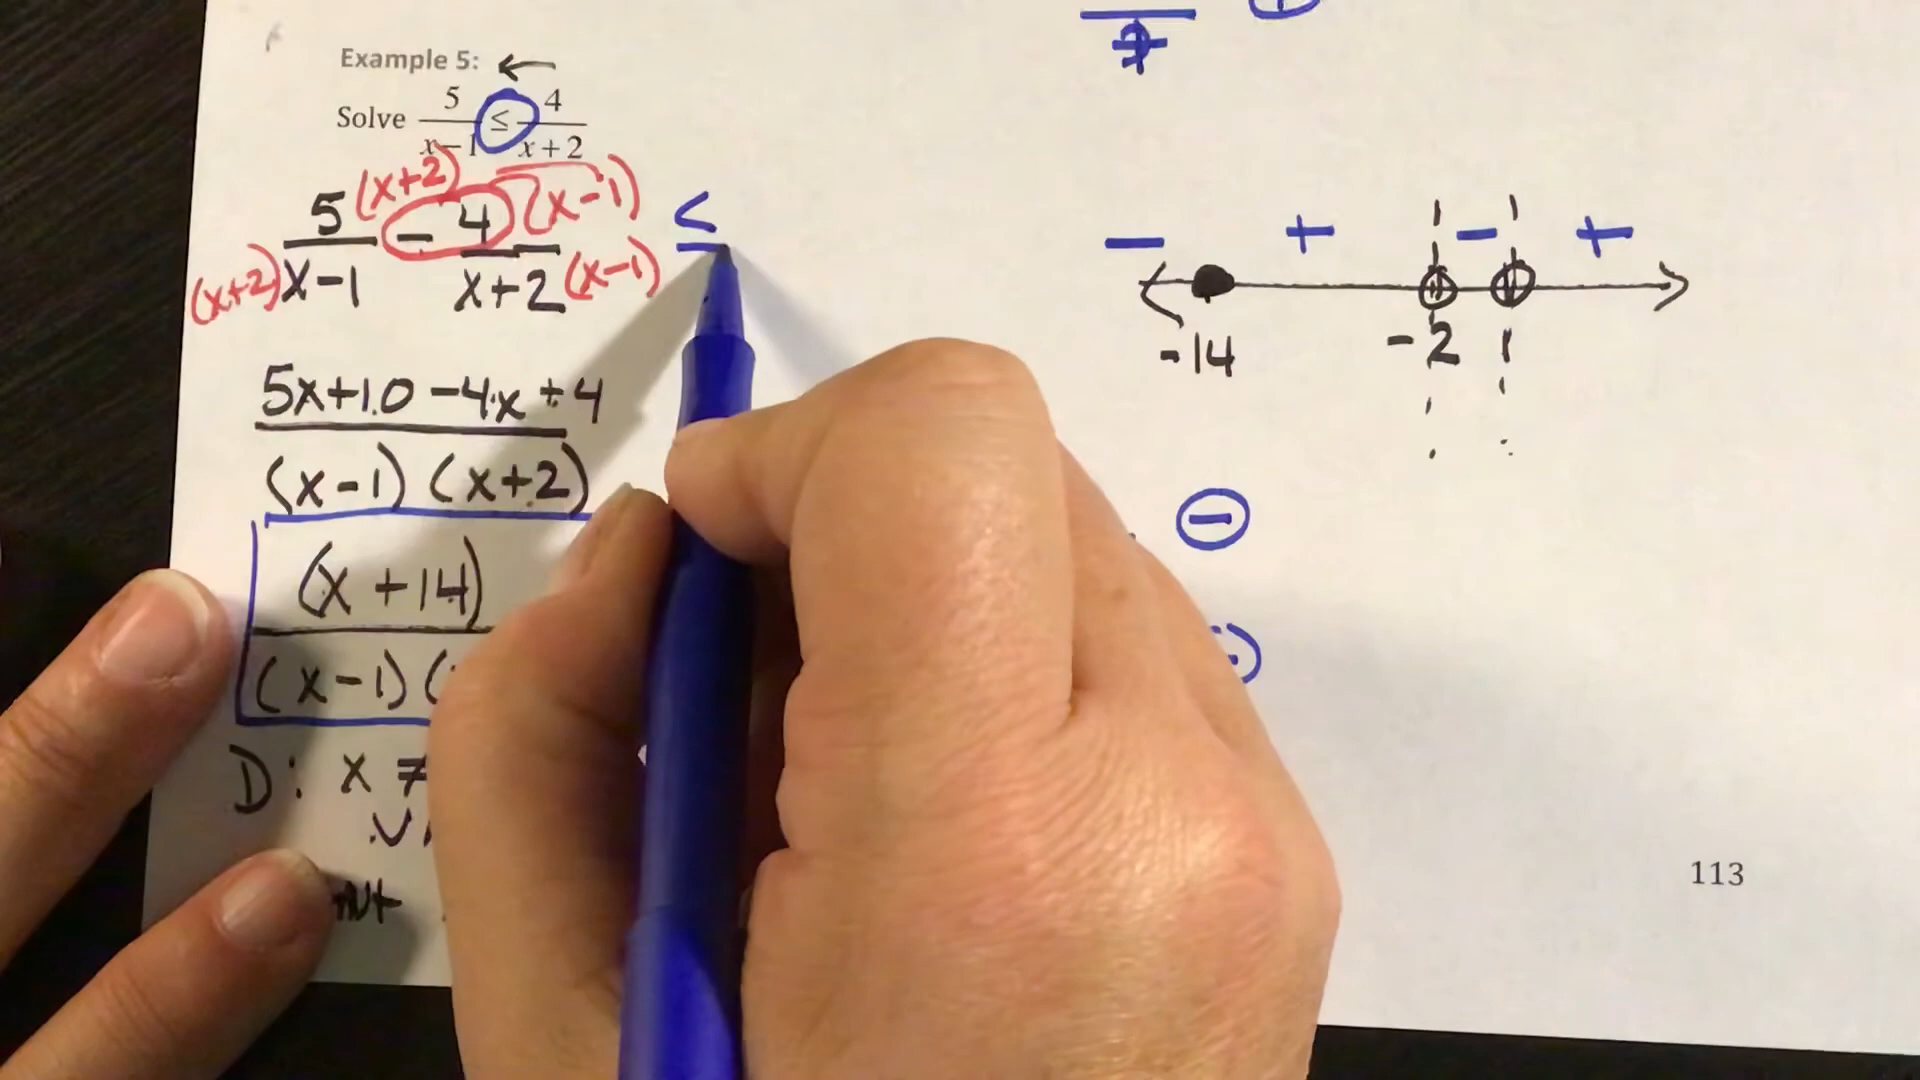 Example 5: ←
Solve 5/(x−1) ≤ 4/(x+2)
5 (x+2) − 4 (x−1) ≤
(x+2) x−1 x+2 (x−1)
5x+10 −4x +4
(x−1) (x+2)
(x +14)
(x−1) (
D: x ≠
− + − +
-14 -2 1
−
113